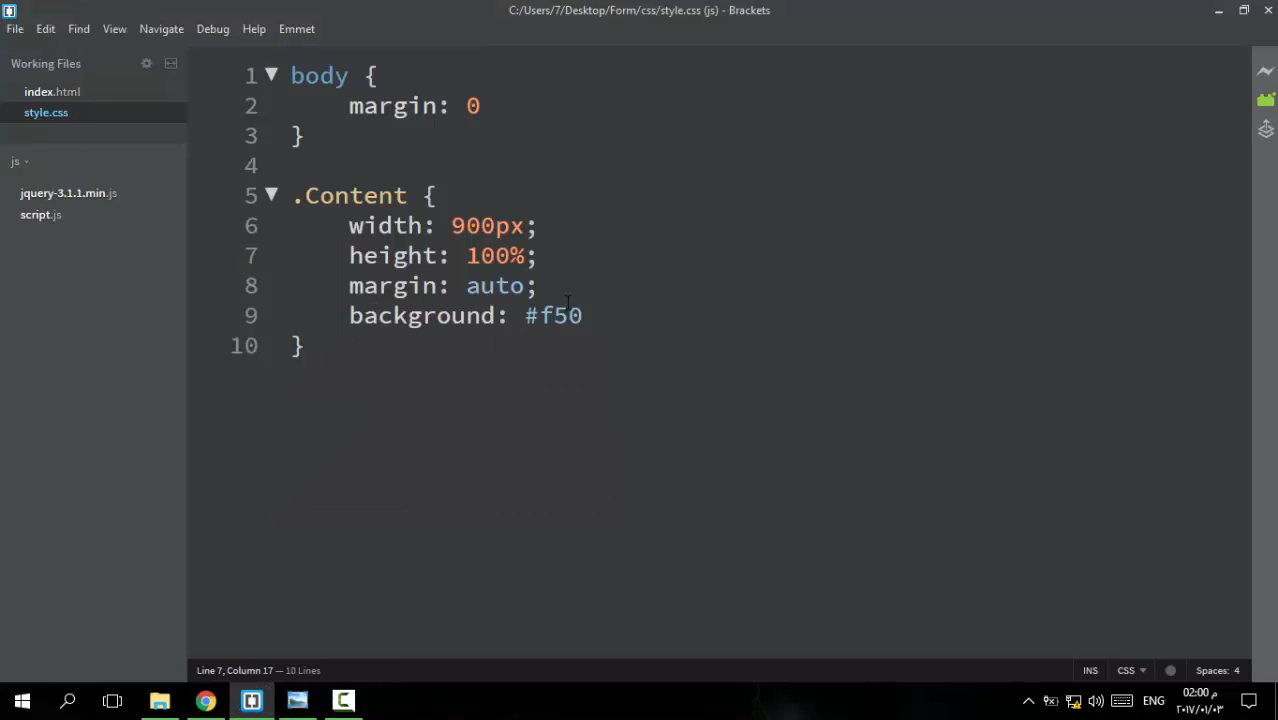 C:/Users/7/Desktop/Form/css/style.css (js) - Brackets
File Edit Find View Navigate Debug Help Emmet
Working Files
index.html
style.css
js
jquery-3.1.1.min.js
script.js
1 body {
2 margin: 0
3 }
4
5 .Content {
6 width: 900px;
7 height: 100%;
8 margin: auto;
9 background: #f50
10 }
Line 7, Column 17 — 10 Lines
INS CSS Spaces: 4
ENG
02:00 م
٢٠١٧/٠١/٠٣